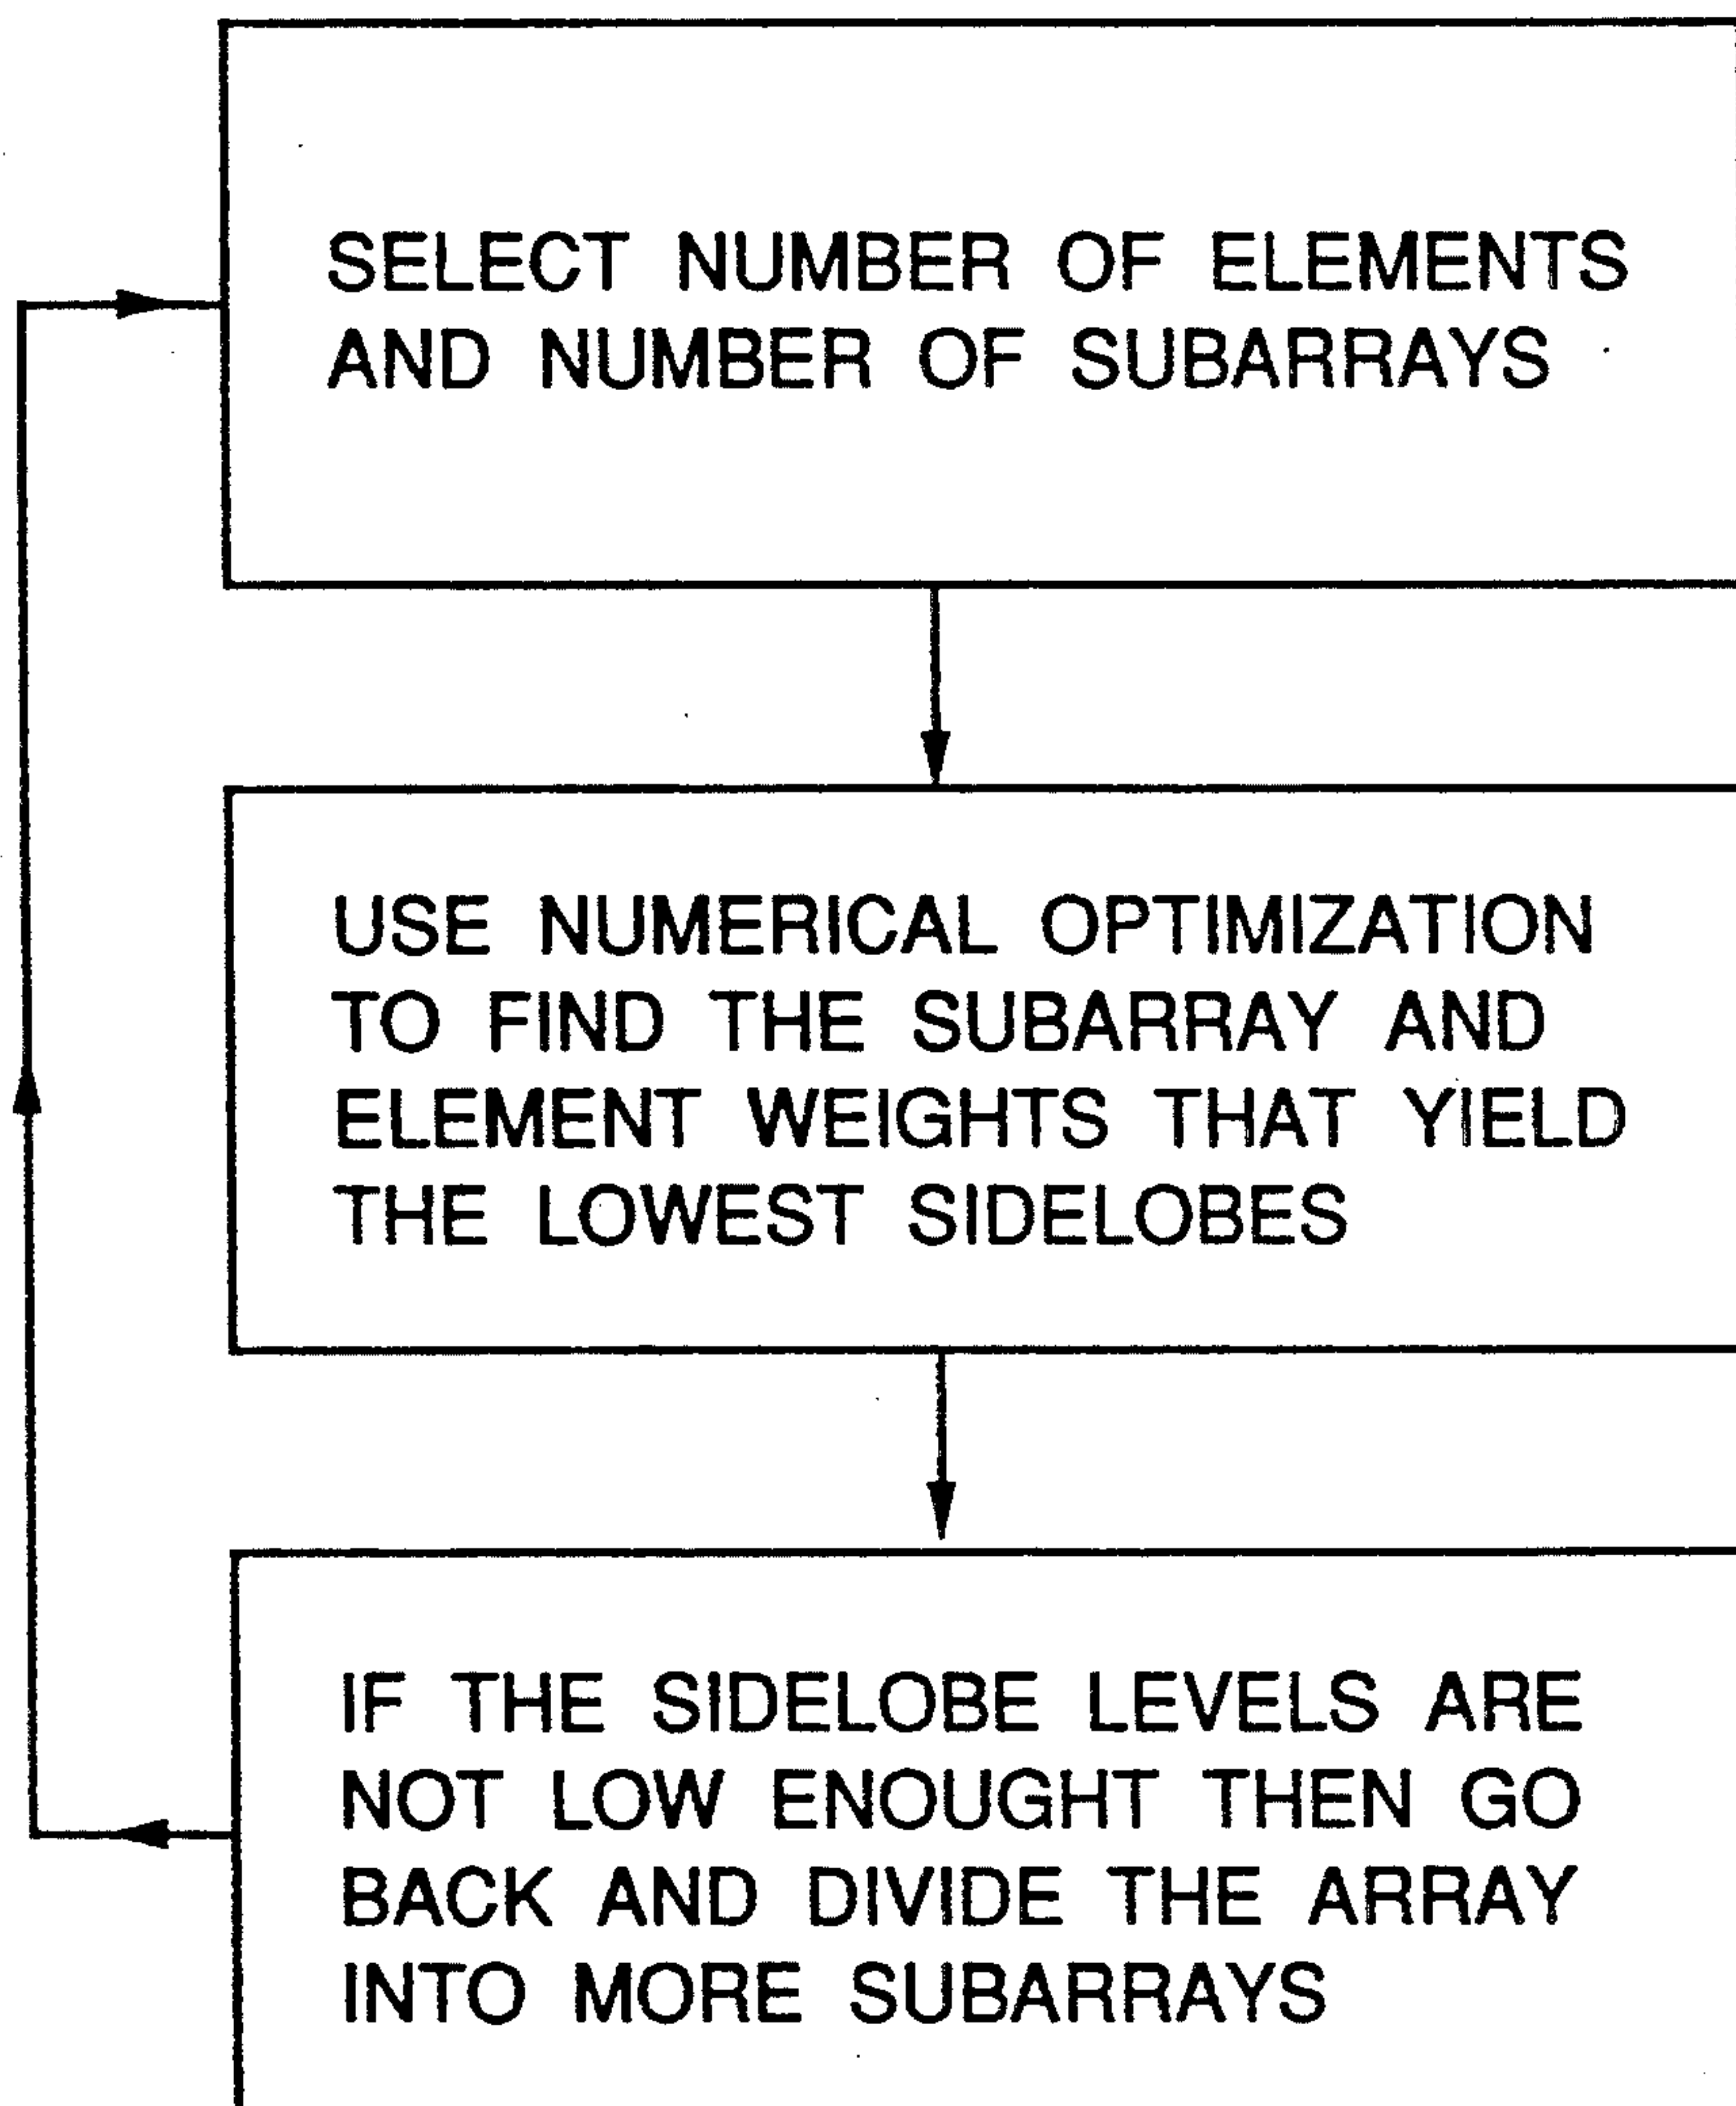 SELECT NUMBER OF ELEMENTS
AND NUMBER OF SUBARRAYS
USE NUMERICAL OPTIMIZATION
TO FIND THE SUBARRAY AND
ELEMENT WEIGHTS THAT YIELD
THE LOWEST SIDELOBES
IF THE SIDELOBE LEVELS ARE
NOT LOW ENOUGHT THEN GO
BACK AND DIVIDE THE ARRAY
INTO MORE SUBARRAYS